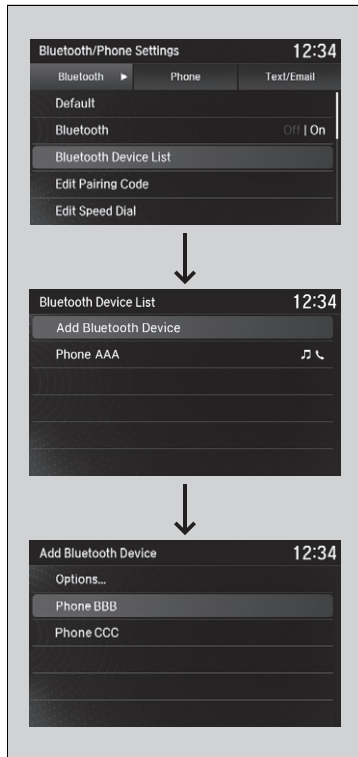 Bluetooth/Phone Settings 12:34
Bluetooth Phone Text/Email
Default
Bluetooth Off | On
Bluetooth Device List
Edit Pairing Code
Edit Speed Dial
Bluetooth Device List 12:34
Add Bluetooth Device
Phone AAA
Add Bluetooth Device 12:34
Options...
Phone BBB
Phone CCC